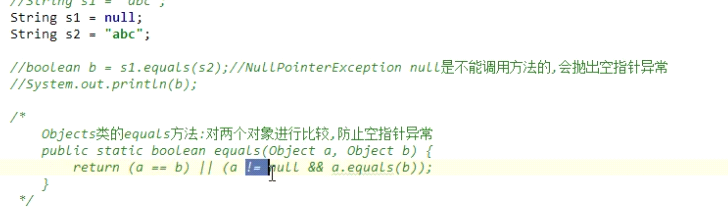 //String s1 = "abc";
String s1 = null;
String s2 = "abc";
//boolean b = s1.equals(s2);//NullPointerException null是不能调用方法的,会抛出空指针异常
//System.out.println(b);
/*
Objects类的equals方法:对两个对象进行比较,防止空指针异常
public static boolean equals(Object a, Object b) {
return (a == b) || (a != null && a.equals(b));
}
*/